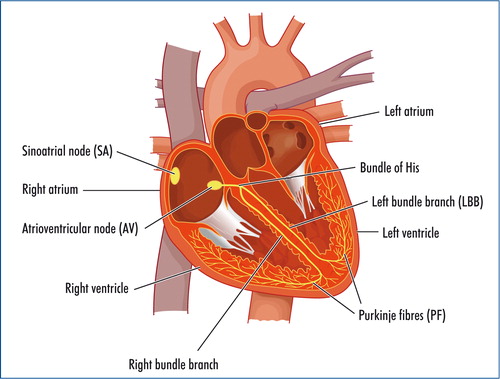 Left atrium
Sinoatrial node (SA)
Bundle of His
Right atrium
Left bundle branch (LBB)
Atrioventricular node (AV)
Left ventricle
Right ventricle
Purkinje fibres (PF)
Right bundle branch